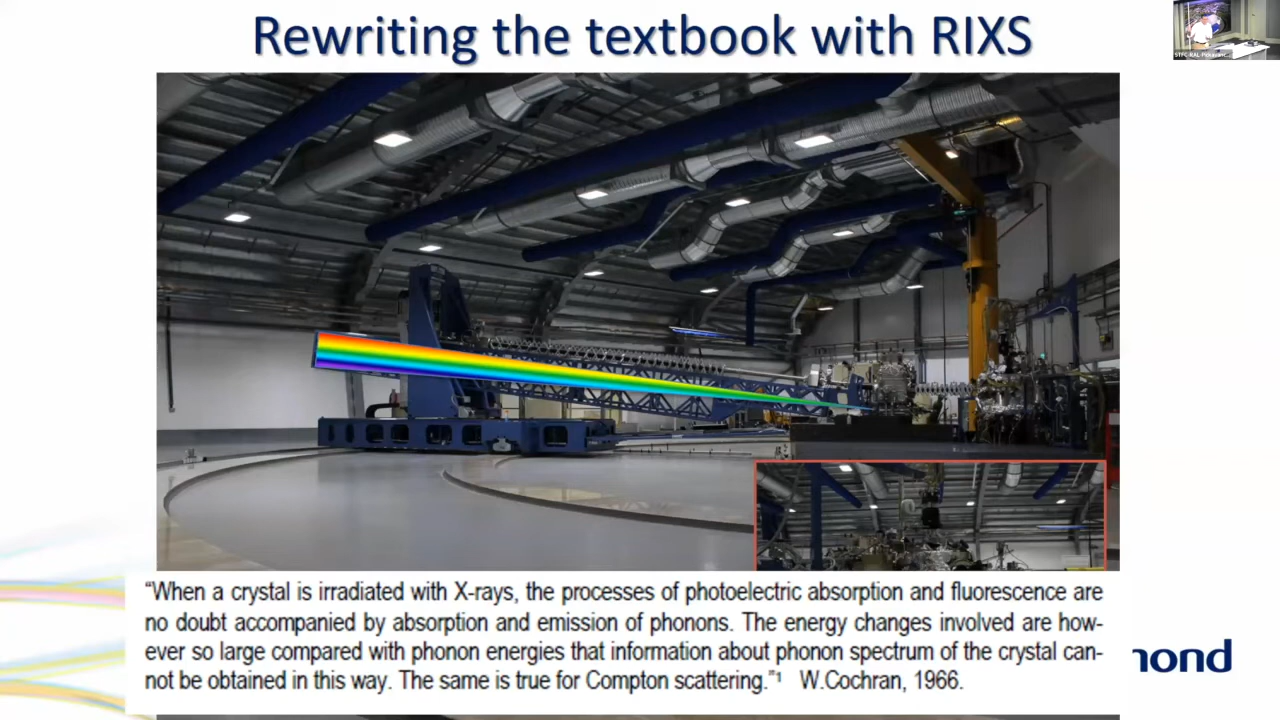 Rewriting the textbook with RIXS
"When a crystal is irradiated with X-rays, the processes of photoelectric absorption and fluorescence are
no doubt accompanied by absorption and emission of phonons. The energy changes involved are how-
ever so large compared with phonon energies that information about phonon spectrum of the crystal can-
not be obtained in this way. The same is true for Compton scattering."¹ W.Cochran, 1966.
mond